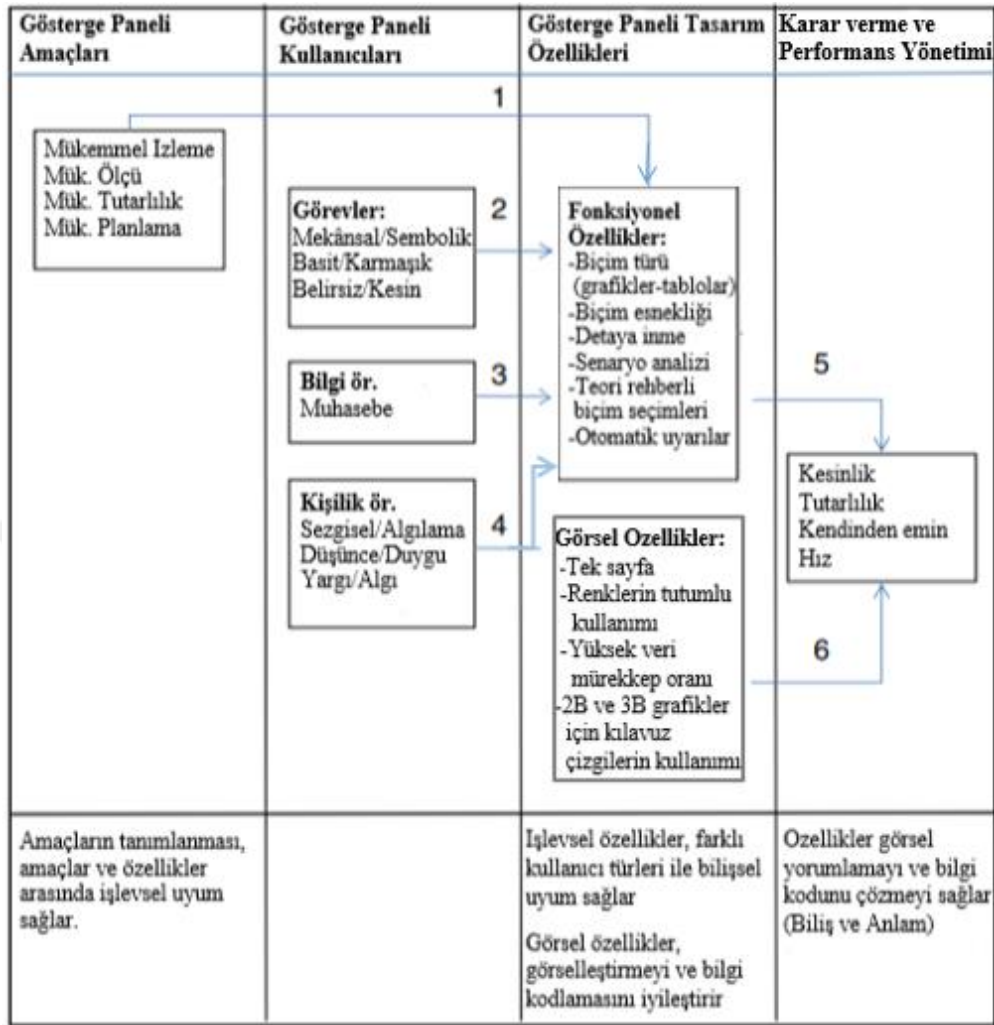 Gösterge Paneli
Amaçları
Gösterge Paneli
Kullanıcıları
Gösterge Paneli Tasarım
Özellikleri
Karar verme ve
Performans Yönetimi
1
Mükemmel Izleme
Mük. Ölçü
Mük. Tutarlılık
Mük. Planlama
Görevler:
Mekânsal/Sembolik
Basit/Karmaşık
Belirsiz/Kesin
2
Bilgi ör.
Muhasebe
3
Kişilik ör.
Sezgisel/Algılama
Düşünce/Duygu
Yargı/Algı
4
Fonksiyonel
Özellikler:
-Biçim türü
(grafikler-tablolar)
-Biçim esnekliği
-Detaya inme
-Senaryo analizi
-Teori rehberli
biçim seçimleri
-Otomatik uyarılar
Görsel Ozellikler:
-Tek sayfa
-Renklerin tutumlu
kullanımı
-Yüksek veri
mürekkep oranı
-2B ve 3B grafikler
için kılavuz
çizgilerin kullanımı
5
Kesinlik
Tutarlılık
Kendinden emin
Hız
6
Amaçların tanımlanması,
amaçlar ve özellikler
arasında işlevsel uyum
sağlar.
Işlevsel özellikler, farklı
kullanıcı türleri ile bilişsel
uyum sağlar
Görsel özellikler,
görselleştirmeyi ve bilgi
kodlamasını iyileştirir
Ozellikler görsel
yorumlamayı ve bilgi
kodunu çözmeyi sağlar
(Biliş ve Anlam)